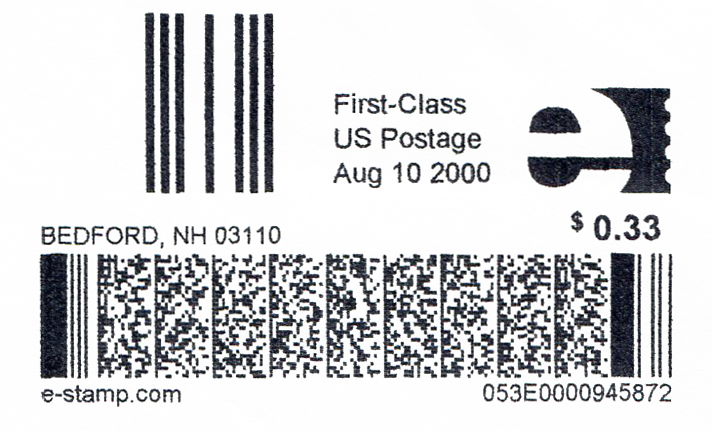 First-Class
US Postage
Aug 10 2000
e
$ 0.33
BEDFORD, NH 03110
e-stamp.com
053E0000945872